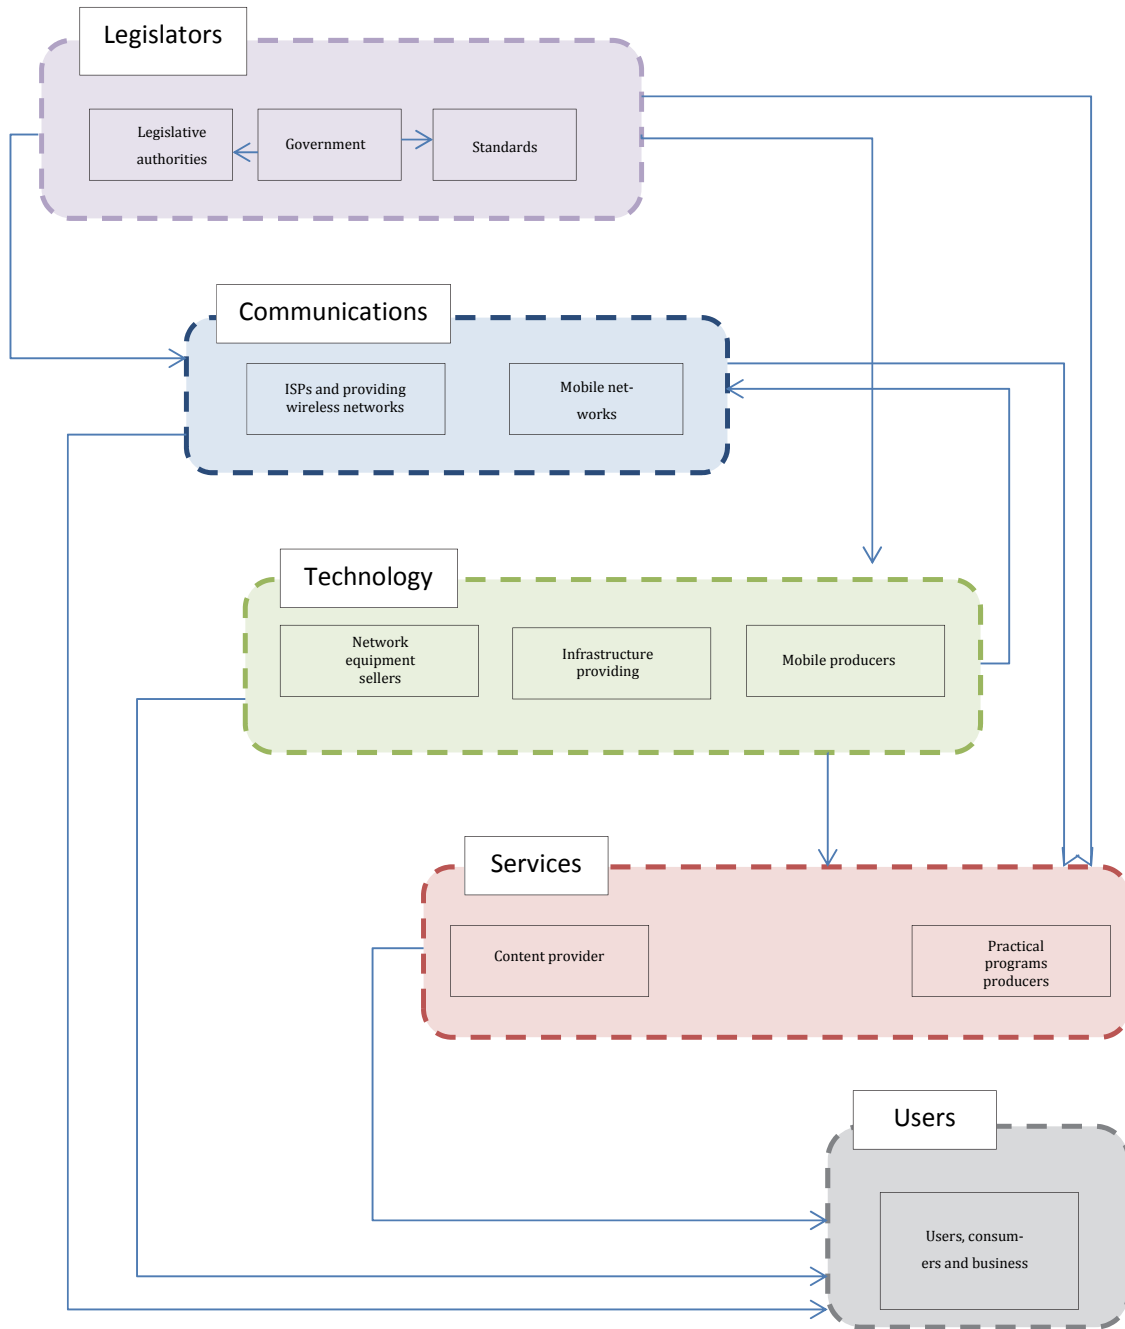 Legislators
Legislative
authorities
Government
Standards
Communications
ISPs and providing
wireless networks
Mobile net-
works
Technology
Network
equipment
sellers
Infrastructure
providing
Mobile producers
Services
Content provider
Practical
programs
producers
Users
Users, consum-
ers and business